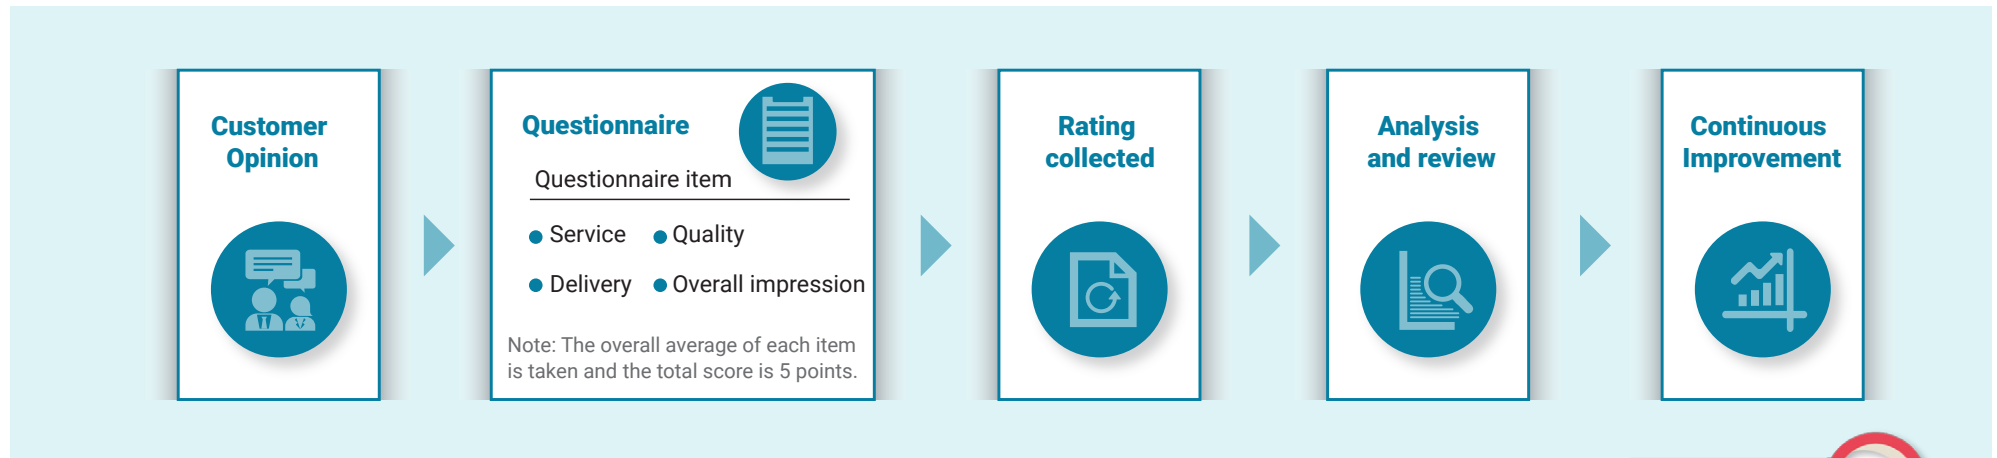 Customer
Opinion
Questionnaire
Questionnaire item
Service
Quality
Delivery
Overall impression
Note: The overall average of each item
is taken and the total score is 5 points.
Rating
collected
Analysis
and review
Continuous
Improvement